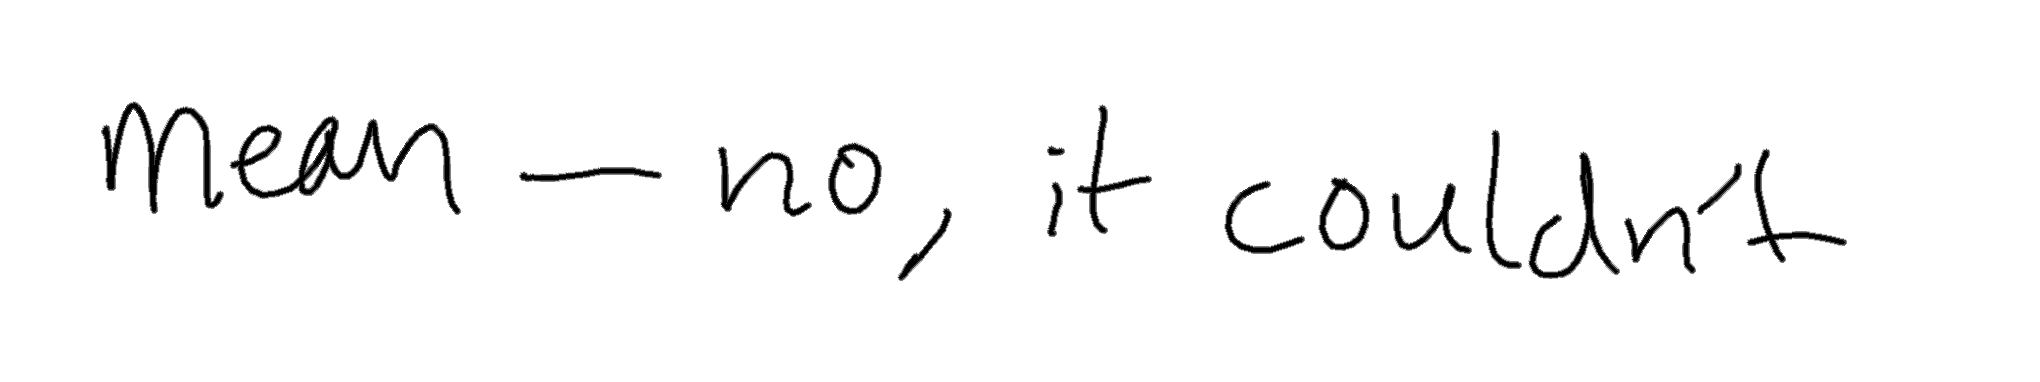 mean – no, it couldn't